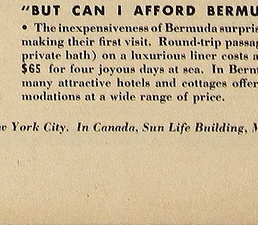 "BUT CAN I AFFORD BERMU
• The inexpensiveness of Bermuda surpris
making their first visit. Round-trip passag
private bath) on a luxurious liner costs a
$65 for four joyous days at sea. In Bern
many attractive hotels and cottages offer
modations at a wide range of price.
w York City. In Canada, Sun Life Building, M